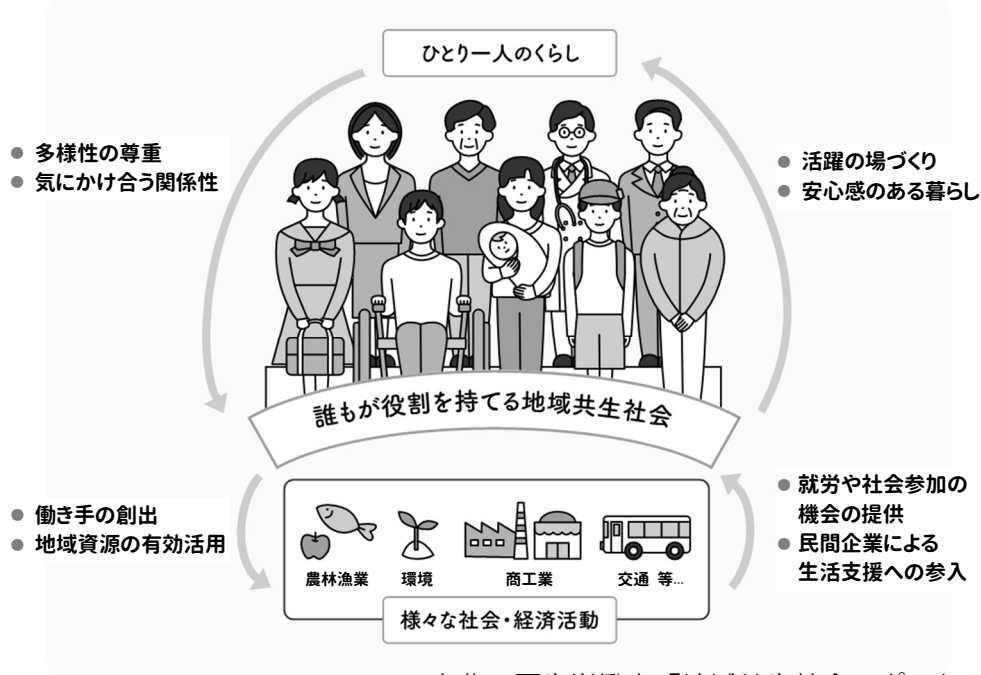 ひとり一人のくらし
● 多様性の尊重
● 気にかけ合う関係性
● 活躍の場づくり
● 安心感のある暮らし
誰もが役割を持てる地域共生社会
● 働き手の創出
● 地域資源の有効活用
● 就労や社会参加の
機会の提供
● 民間企業による
生活支援への参入
農林漁業 環境 商工業 交通 等...
様々な社会・経済活動